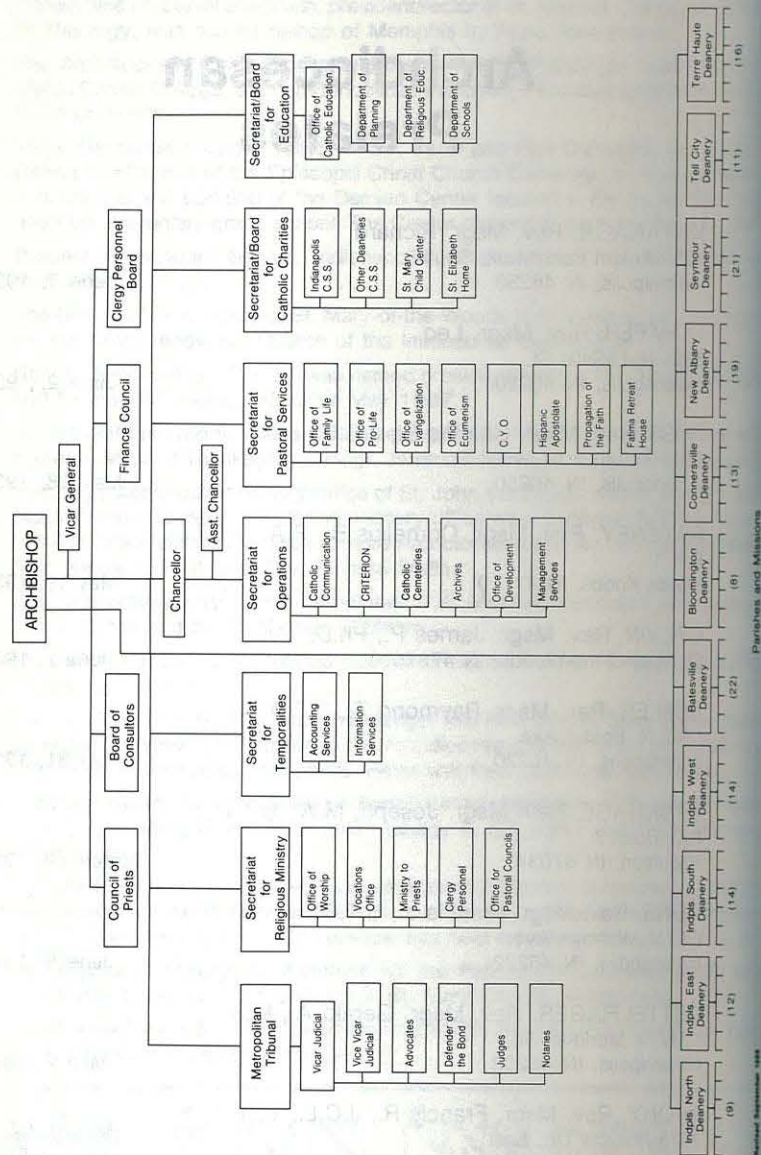 ARCHBISHOP
Vicar General
Council of
Priests
Board of
Consultors
Finance Council
Clergy Personnel
Board
Chancellor
Asst. Chancellor
Metropolitan
Tribunal
Vicar Judicial
Vice Vicar
Judicial
Advocates
Defender of
the Bond
Judges
Notaries
Secretariat
for
Religious Ministry
Office of
Worship
Vocations
Office
Ministry to
Priests
Clergy
Personnel
Office for
Pastoral Councils
Secretariat
for
Temporalities
Accounting
Services
Information
Services
Secretariat
for
Operations
Catholic
Communication
CRITERION
Catholic
Cemeteries
Archives
Office of
Development
Management
Services
Secretariat
for
Pastoral Services
Office of
Family Life
Office of
Pro-Life
Office of
Evangelization
Office of
Ecumenism
C.Y.O
Hispanic
Apostolate
Propagation of
the Faith
Fatima Retreat
House
Secretariat/Board
for
Catholic Charities
Indianapolis
C.S.S
Other Deaneries
C.S.S
St. Mary
Child Center
St. Elizabeth
Home
Secretariat/Board
for
Education
Office of
Catholic Education
Department of
Planning
Department of
Religious Educ.
Department of
Schools
Indpls. North
Deanery
(9)
Indpls. East
Deanery
(12)
Indpls. South
Deanery
(14)
Indpls. West
Deanery
(14)
Batesville
Deanery
(22)
Bloomington
Deanery
(8)
Connersville
Deanery
(13)
New Albany
Deanery
(19)
Seymour
Deanery
(21)
Tell City
Deanery
(11)
Terre Haute
Deanery
(16)
Parishes and Missions
Revised September